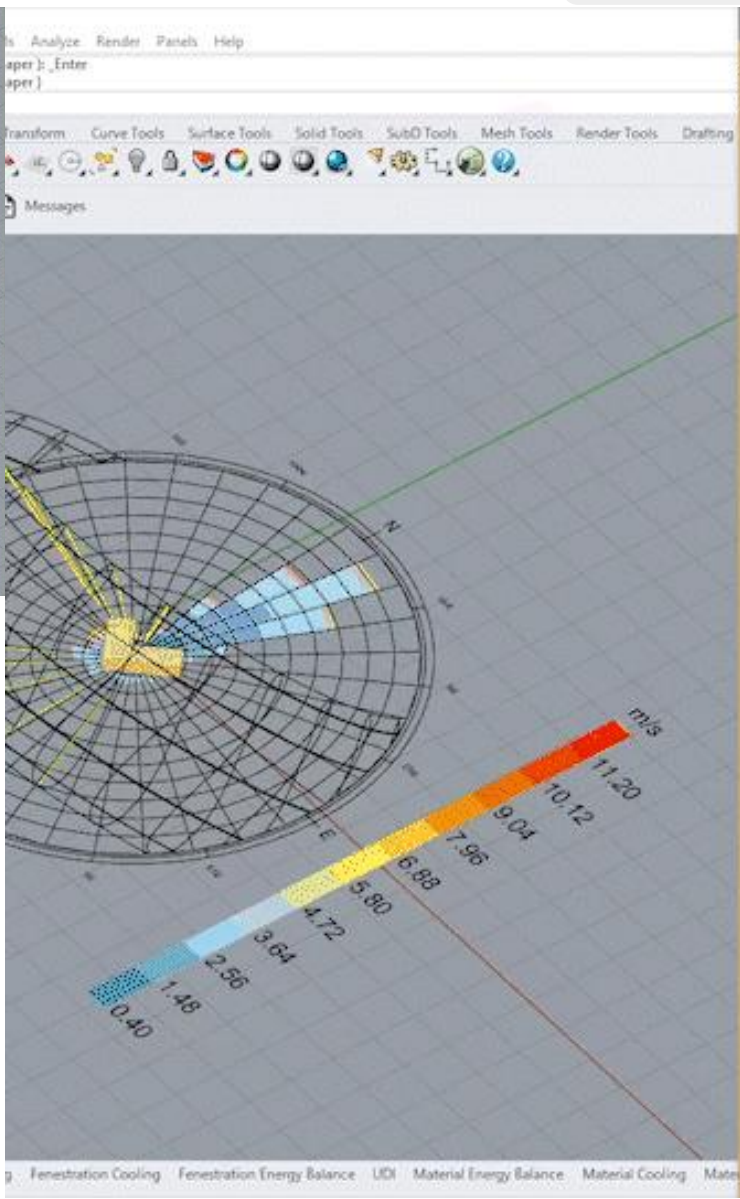 Analyze Render Panels Help
aper ): _Enter
aper )
Transform Curve Tools Surface Tools Solid Tools SubD Tools Mesh Tools Render Tools Drafting
Messages
N
E
m/s
11.20
10.12
9.04
7.96
6.88
5.80
4.72
3.64
2.56
1.48
0.40
Fenestration Cooling Fenestration Energy Balance UDI Material Energy Balance Material Cooling Mate